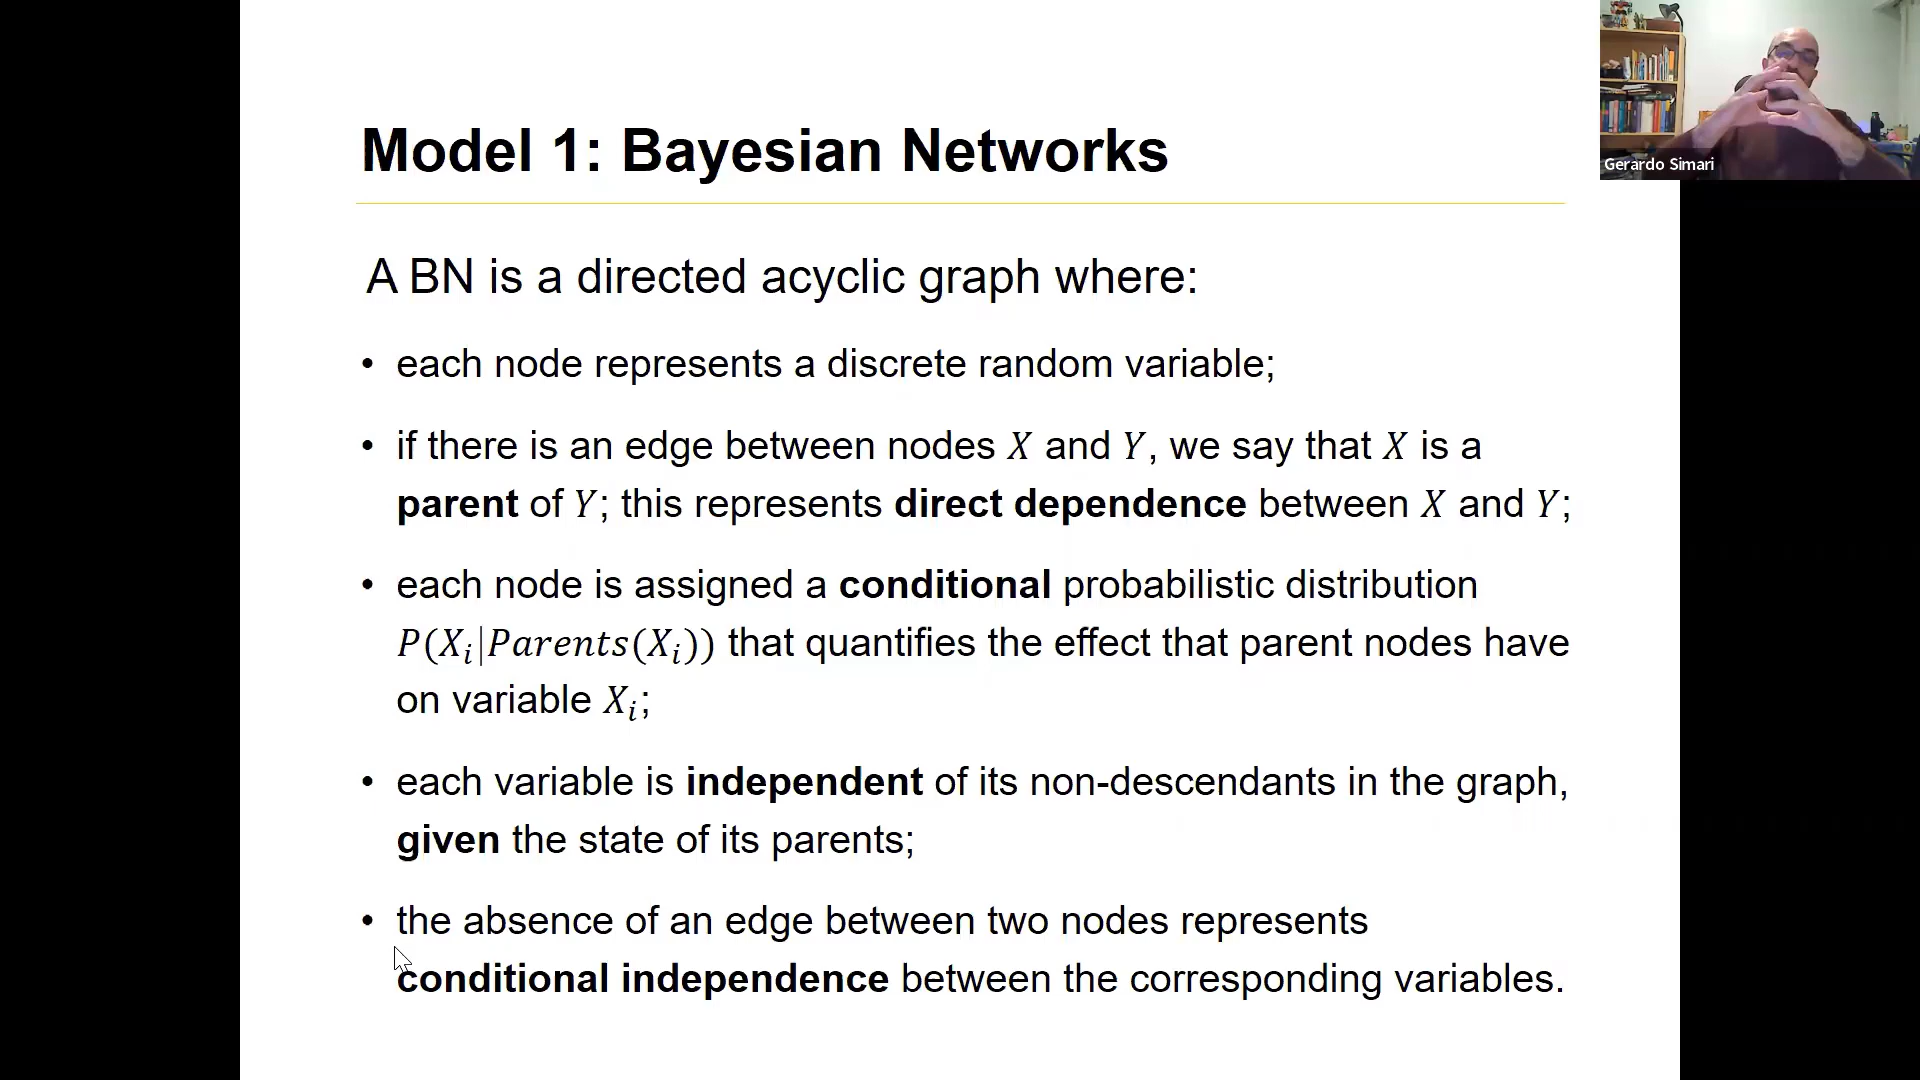 Model 1: Bayesian Networks
Gerardo Simari
A BN is a directed acyclic graph where:
• each node represents a discrete random variable;
• if there is an edge between nodes X and Y, we say that X is a
parent of Y; this represents direct dependence between X and Y;
• each node is assigned a conditional probabilistic distribution
P(Xᵢ|Parents(Xᵢ)) that quantifies the effect that parent nodes have
on variable Xᵢ;
• each variable is independent of its non-descendants in the graph,
given the state of its parents;
• the absence of an edge between two nodes represents
conditional independence between the corresponding variables.